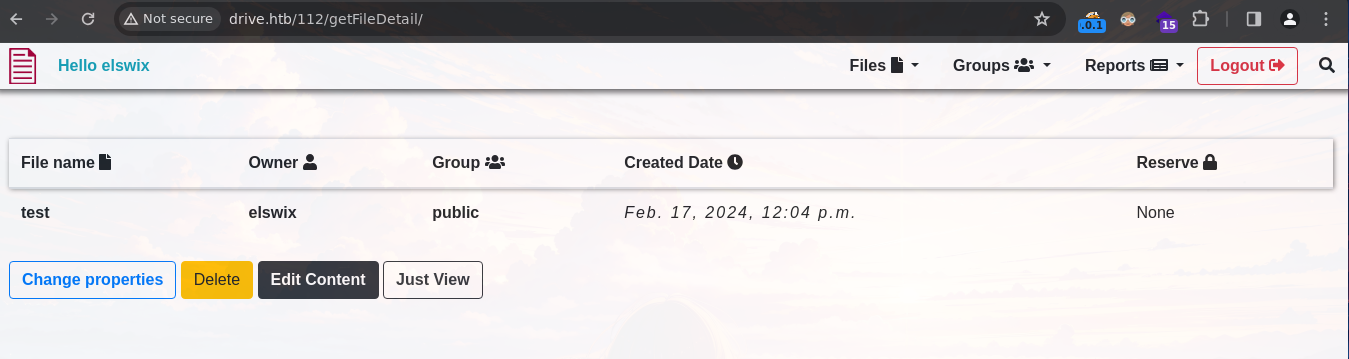 Not secure drive.htb/112/getFileDetail/ .0.1 15
Hello elswix Files Groups Reports Logout
File name Owner Group Created Date Reserve
test elswix public Feb. 17, 2024, 12:04 p.m. None
Change properties Delete Edit Content Just View